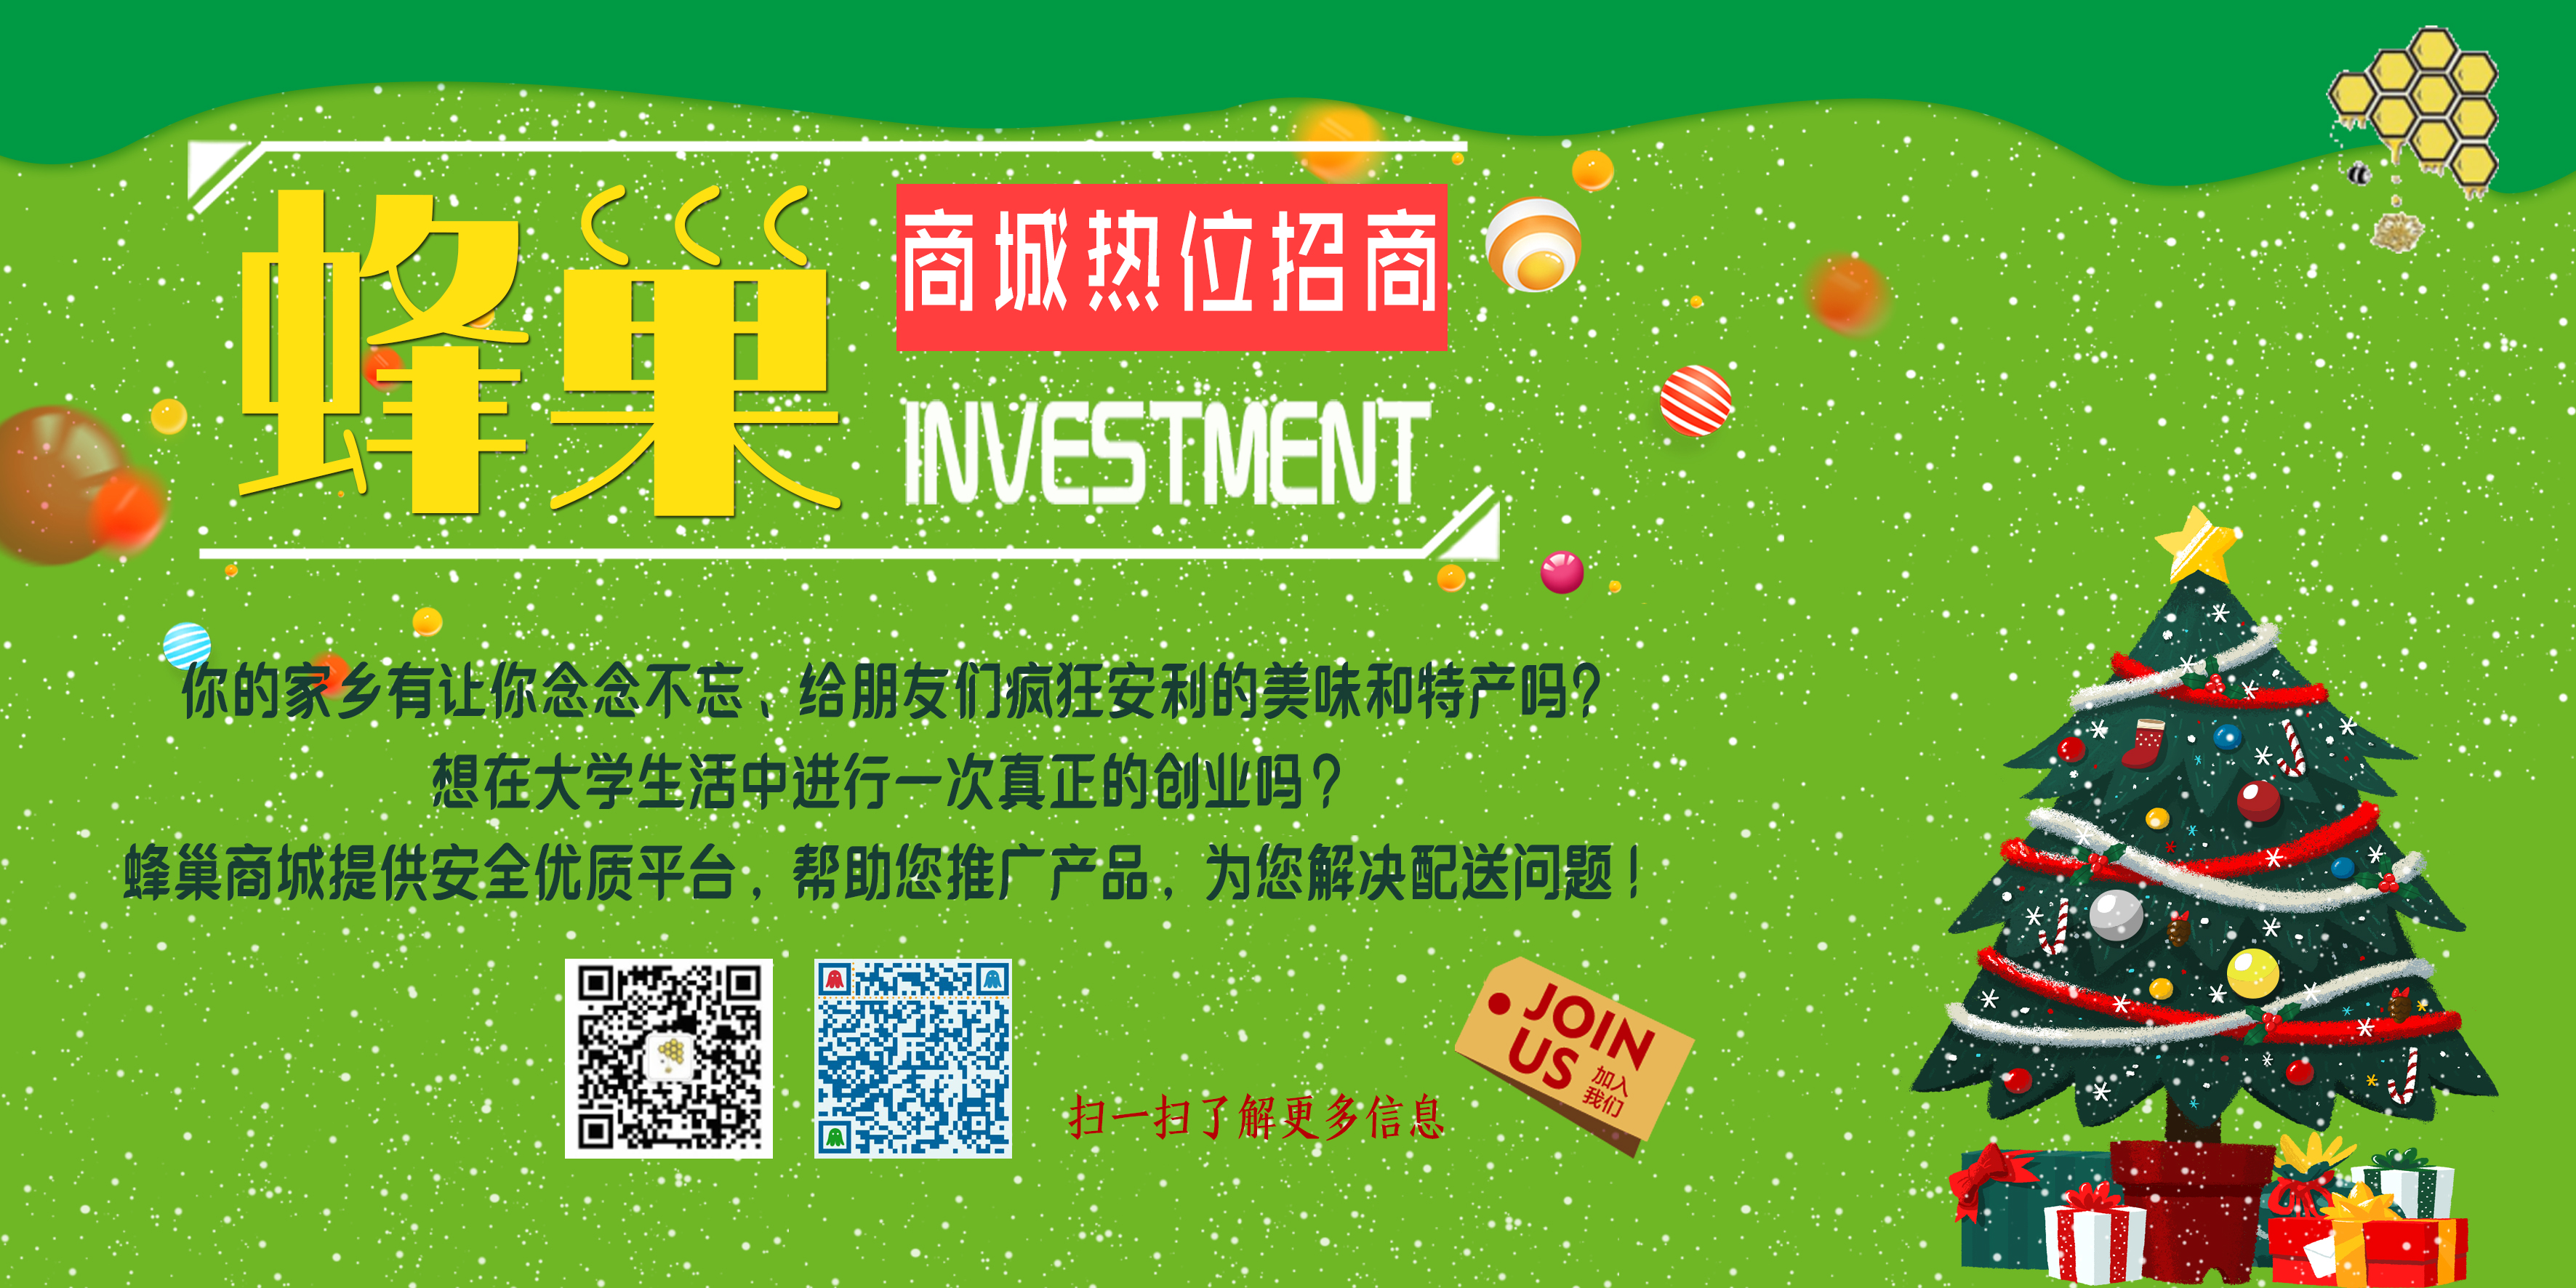 蜂巢
商城热位招商
INVESTMENT
你的家乡有让你念念不忘、给朋友们疯狂安利的美味和特产吗？
想在大学生活中进行一次真正的创业吗？
蜂巢商城提供安全优质平台，帮助您推广产品，为您解决配送问题！
扫一扫了解更多信息
JOIN
US
加入
我们